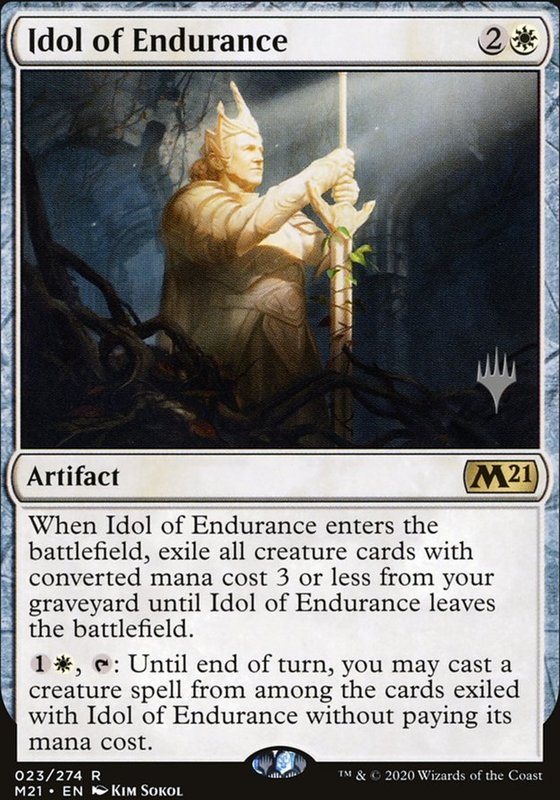 Idol of Endurance 2
Artifact M21
When Idol of Endurance enters the
battlefield, exile all creature cards with
converted mana cost 3 or less from your
graveyard until Idol of Endurance leaves
the battlefield.
1, : Until end of turn, you may cast a
creature spell from among the cards exiled
with Idol of Endurance without paying its
mana cost.
023/274 R
M21 • EN Kim Sokol
™ & © 2020 Wizards of the Coast